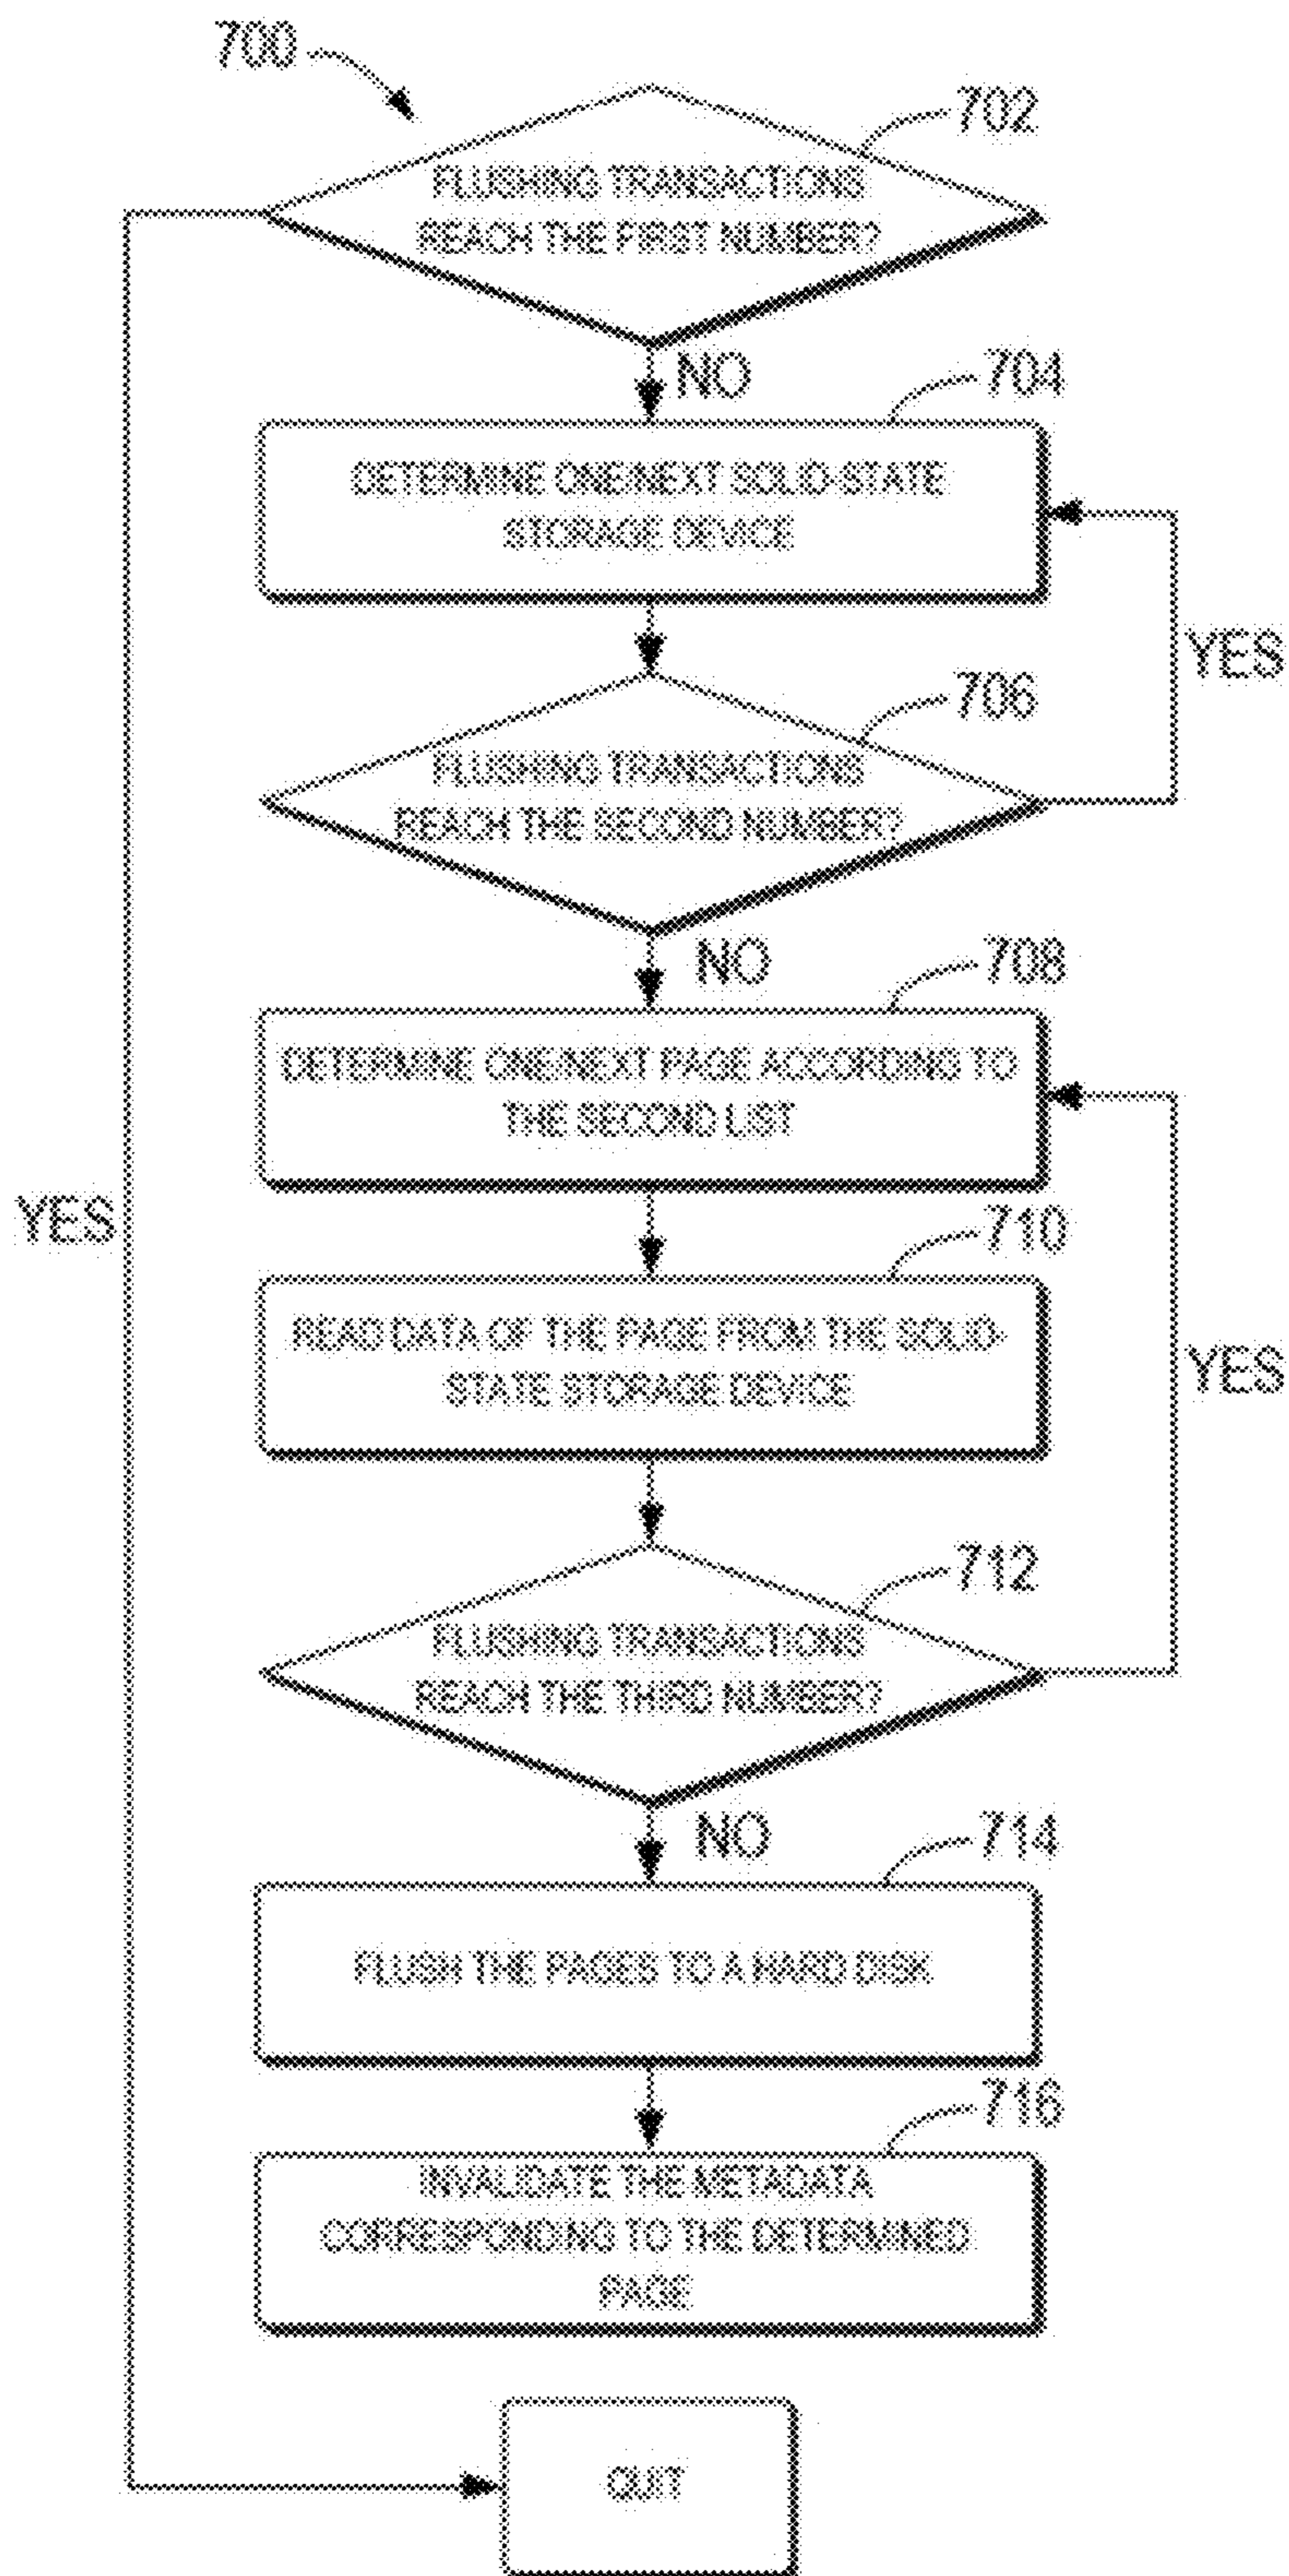 700
702
FLUSHING TRANSACTIONS
REACH THE FIRST NUMBER?
NO
704
DETERMINE ONE/NEXT SOLID-STATE
STORAGE DEVICE
YES
706
FLUSHING TRANSACTIONS
REACH THE SECOND NUMBER?
NO
708
DETERMINE ONE/NEXT PAGE ACCORDING TO
THE SECOND LIST
YES
710
READ DATA OF THE PAGE FROM THE SOLID-
STATE STORAGE DEVICE
YES
712
FLUSHING TRANSACTIONS
REACH THE THIRD NUMBER?
NO
714
FLUSH THE PAGES TO A HARD DISK
716
INVALIDATE THE METADATA
CORRESPONDING TO THE DETERMINED
PAGE
QUIT